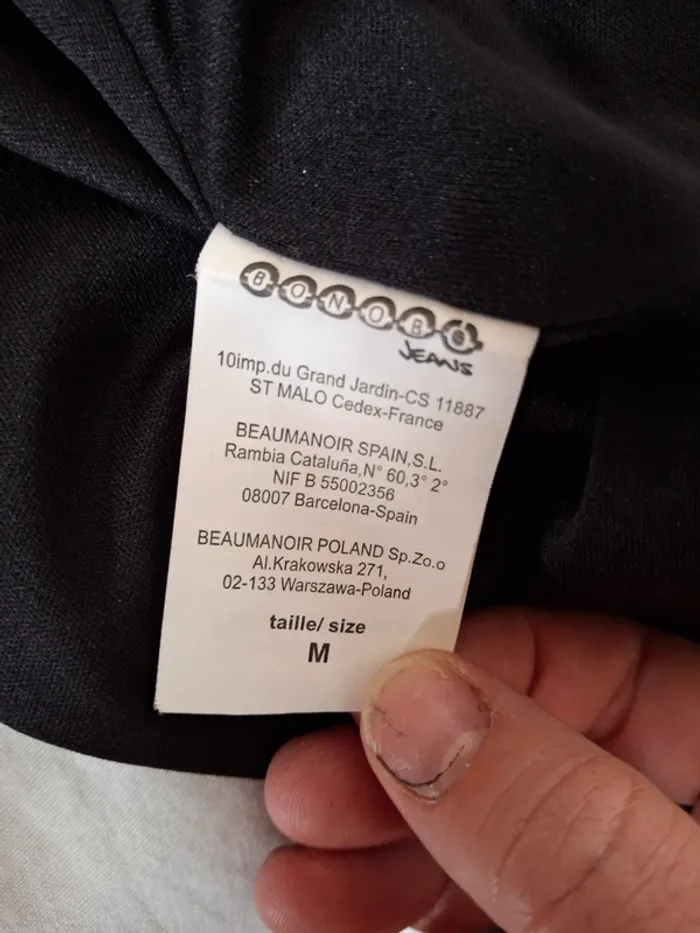 BONOBO
JEANS
10imp.du Grand Jardin-CS 11887
ST MALO Cedex-France
BEAUMANOIR SPAIN,S.L.
Rambia Cataluña,N° 60,3° 2°
NIF B 55002356
08007 Barcelona-Spain
BEAUMANOIR POLAND Sp.Zo.o
Al.Krakowska 271,
02-133 Warszawa-Poland
taille/ size
M